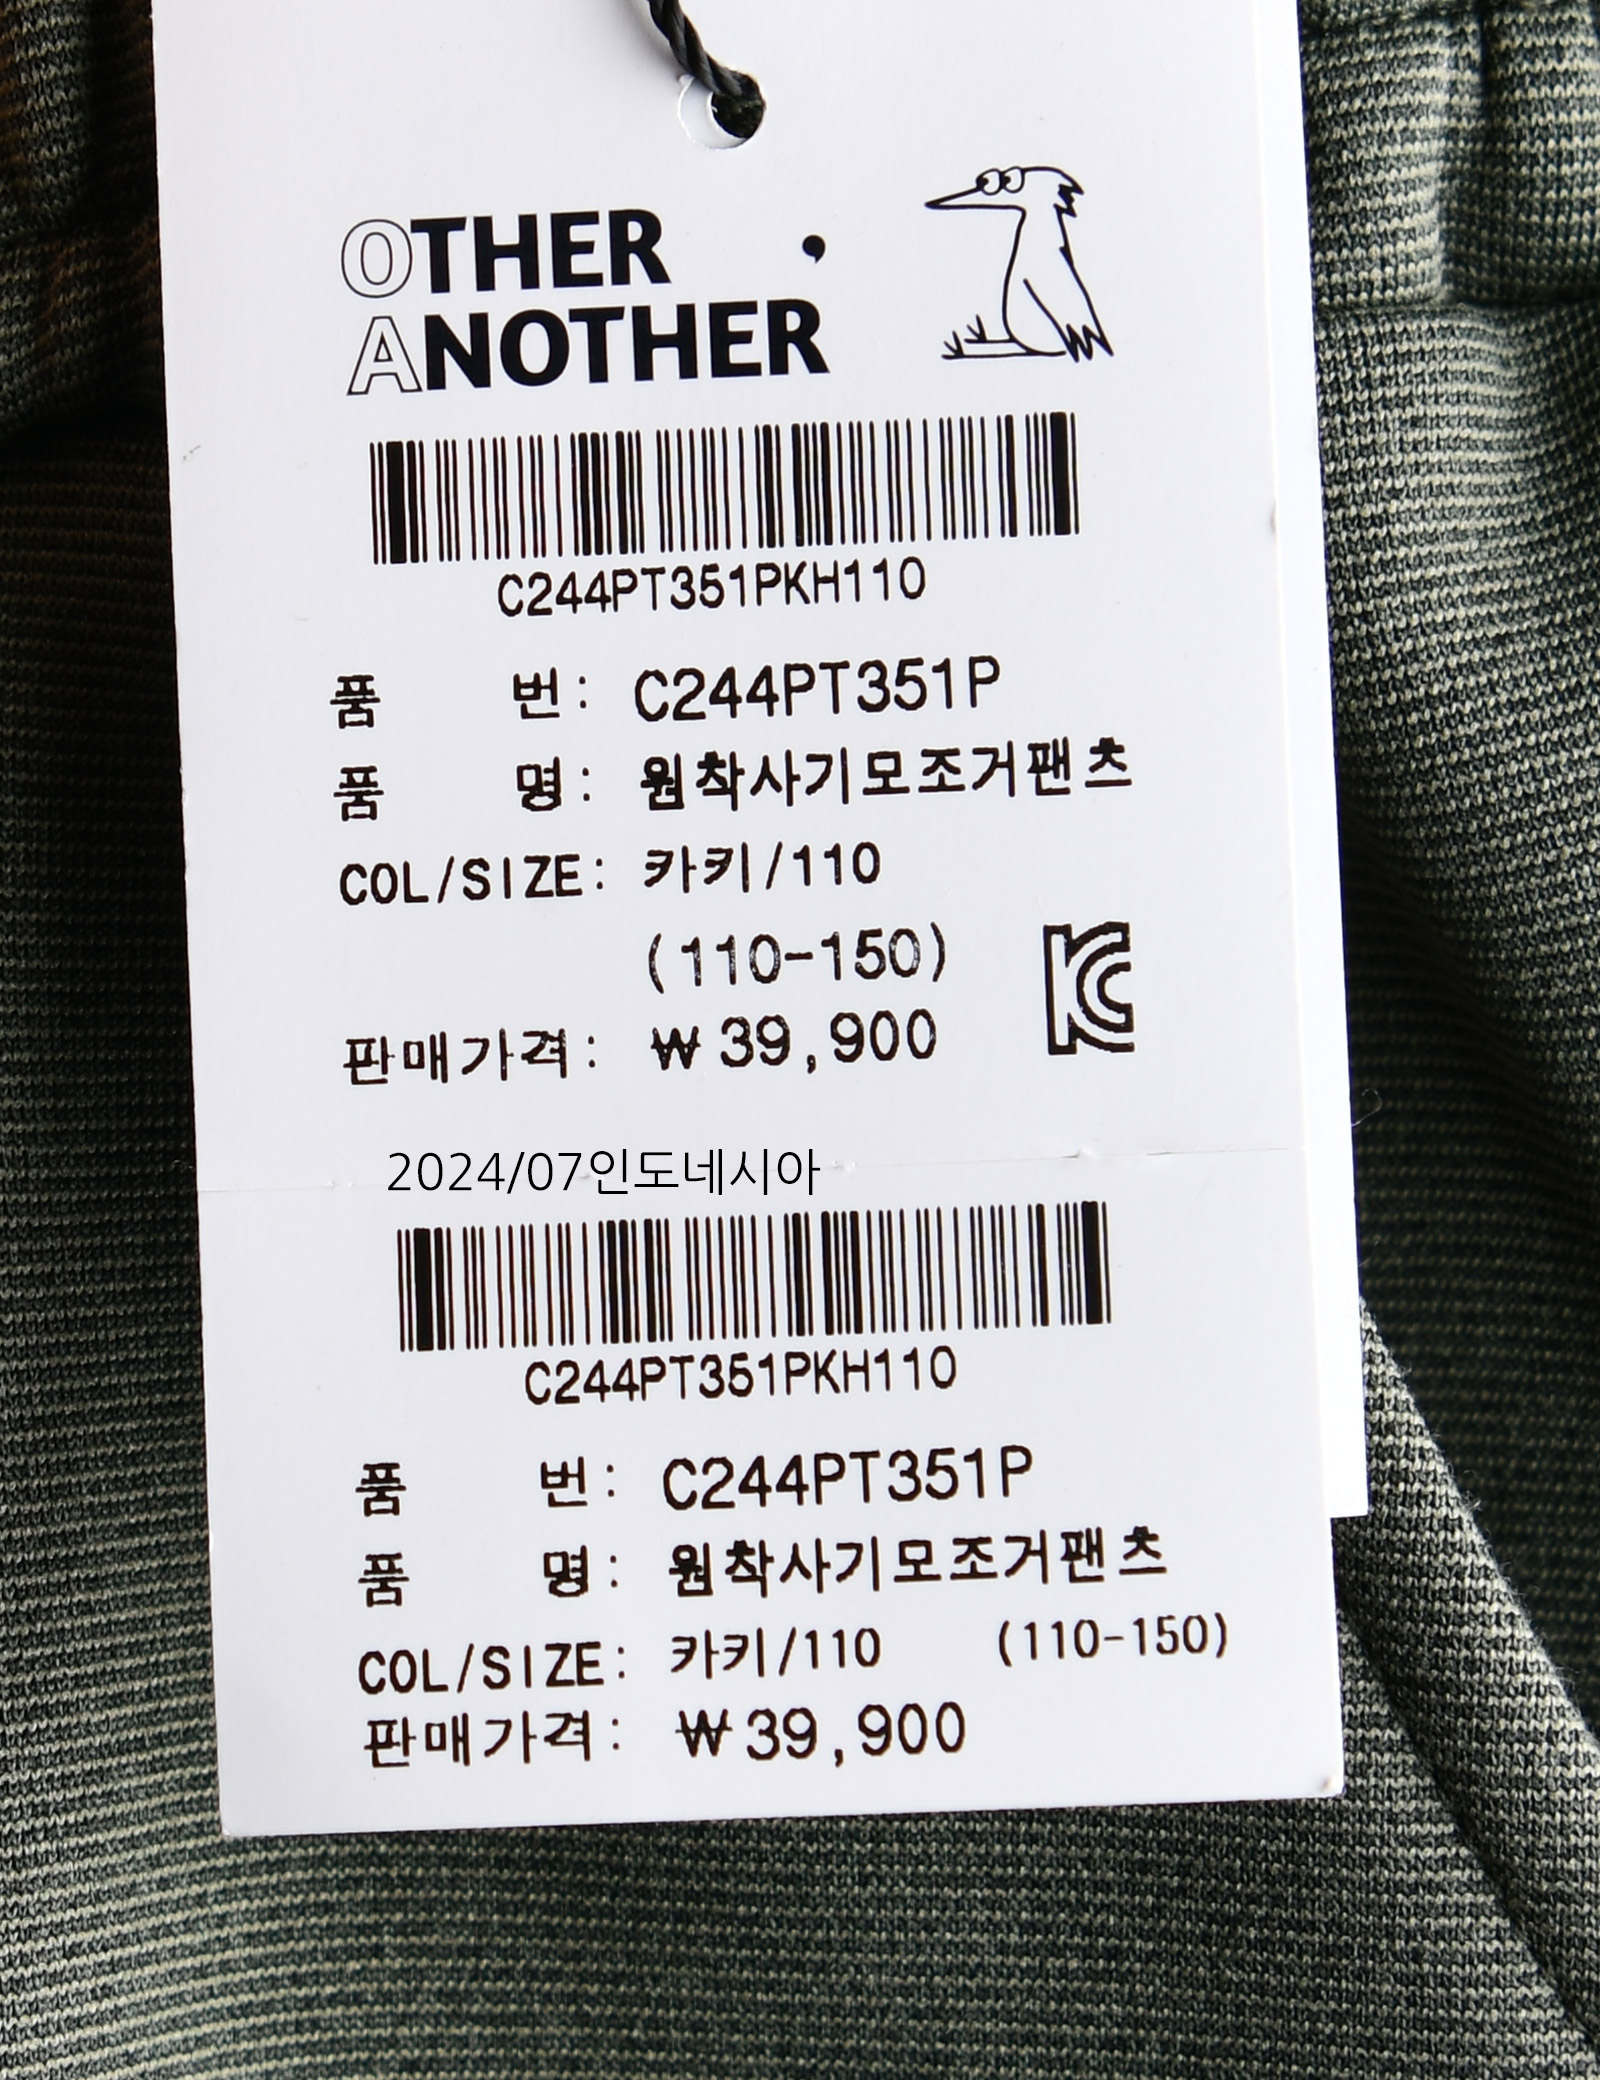 OTHER
ANOTHER
C244PT351PKH110
품 번: C244PT351P
품 명: 웜착사기모조거팬츠
COL/SIZE: 카키/110
(110-150)
판매가격: ₩39,900
2024/07인도네시아
C244PT351PKH110
품 번: C244PT351P
품 명: 웜착사기모조거팬츠
COL/SIZE: 카키/110 (110-150)
판매가격: ₩39,900